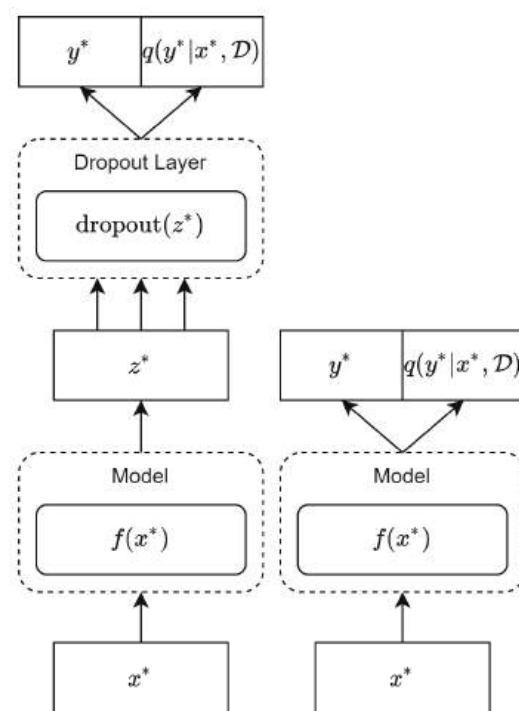 y* q(y*|x*, 𝒟)
Dropout Layer
dropout(z*)
z*
Model
f(x*)
x*
y* q(y*|x*, 𝒟)
Model
f(x*)
x*